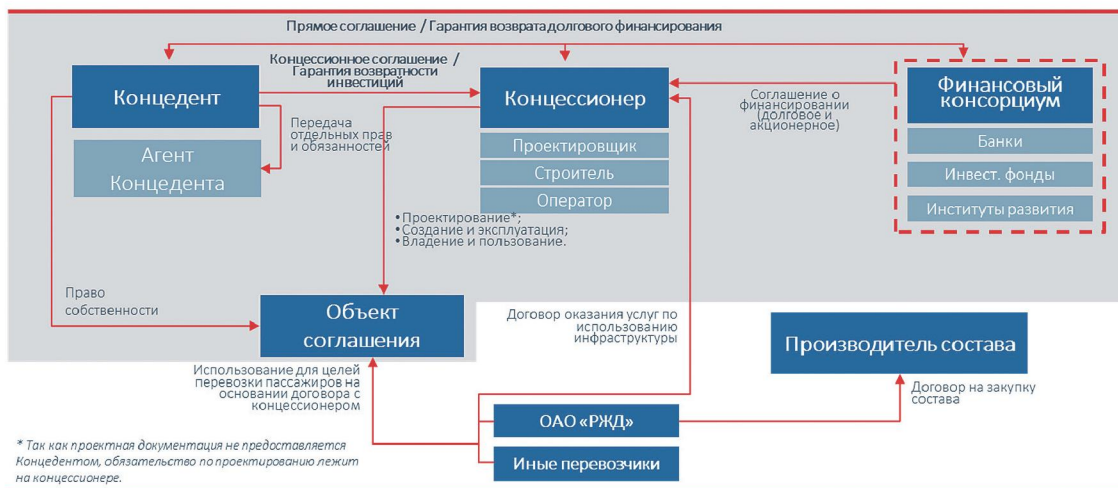 Прямое соглашение / Гарантия возврата долгового финансирования
Концессионное соглашение /
Гарантия возвратности
инвестиций
Концедент
Концессионер
Соглашение о
финансировании
(долговое и
акционерное)
Финансовый
консорциум
Передача
отдельных прав
и обязанностей
Агент
Концедента
Проектировщик
Строитель
Оператор
Банки
Инвест. фонды
Институты развития
•Проектирование*;
•Создание и эксплуатация;
•Владение и пользование.
Право
собственности
Объект
соглашения
Договор оказания услуг по
использованию
инфраструктуры
Производитель состава
Использование для целей
перевозки пассажиров на
основании договора с
концессионером
Договор на закупку
состава
ОАО «РЖД»
Иные перевозчики
* Так как проектная документация не предоставляется
Концедентом, обязательство по проектированию лежит
на концессионере.